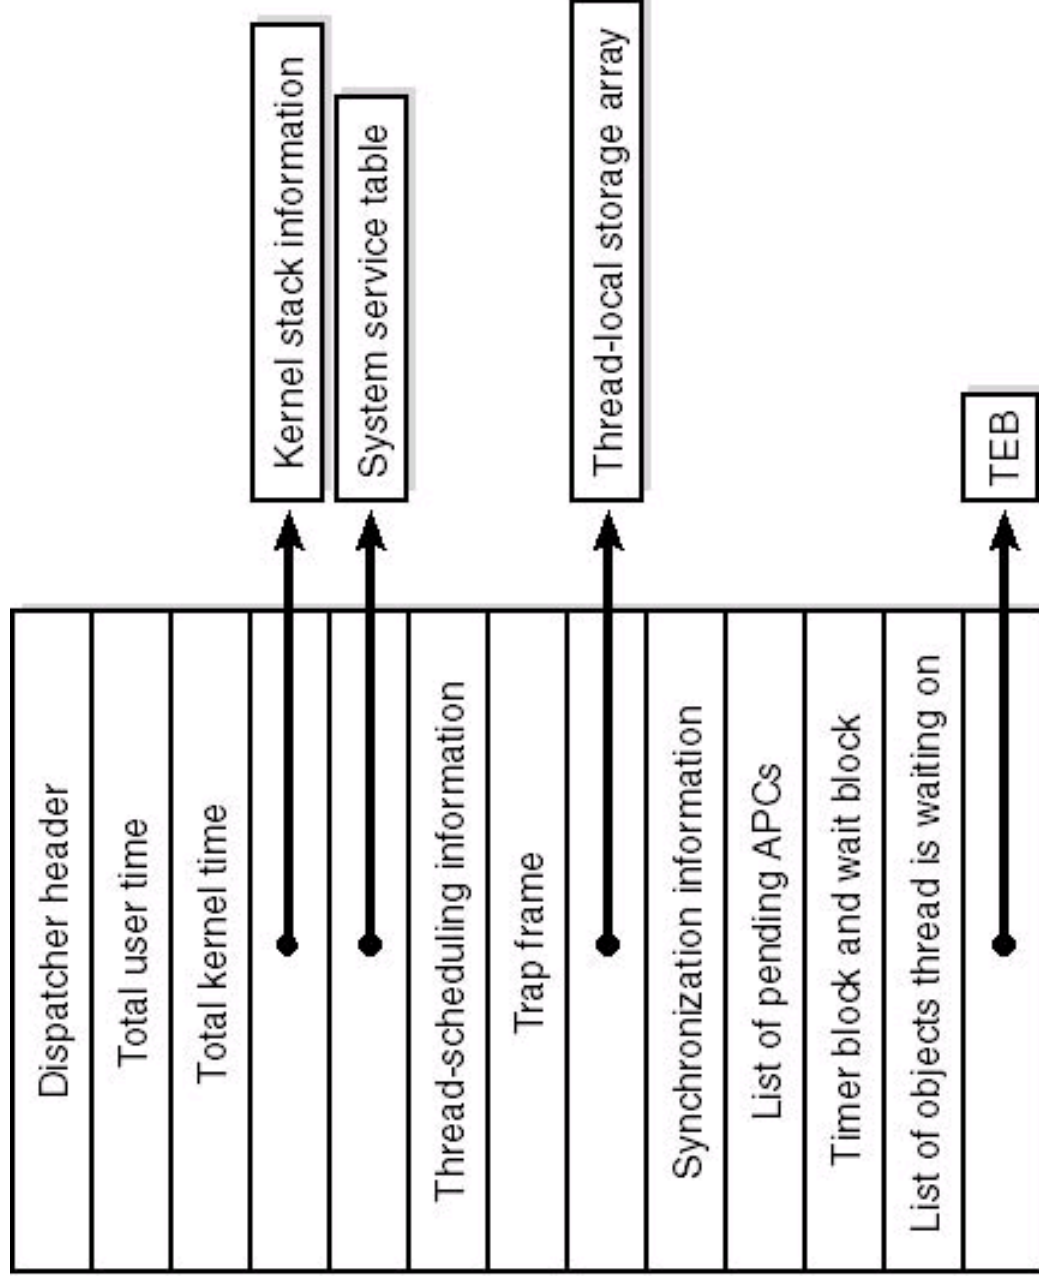 Dispatcher header
Total user time
Total kernel time
Kernel stack information
System service table
Thread-scheduling information
Trap frame
Thread-local storage array
Synchronization information
List of pending APCs
Timer block and wait block
List of objects thread is waiting on
TEB